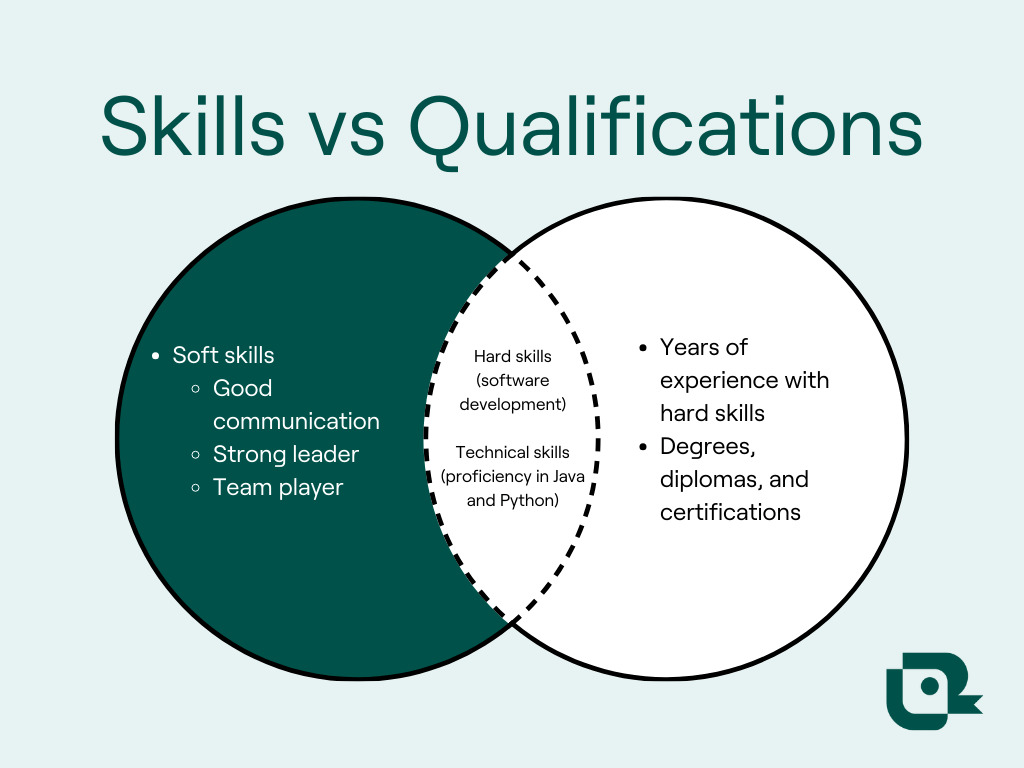 Skills vs Qualifications
Soft skills
Good
communication
Strong leader
Team player
Hard skills
(software
development)
Technical skills
(proficiency in Java
and Python)
Years of
experience with
hard skills
Degrees,
diplomas, and
certifications